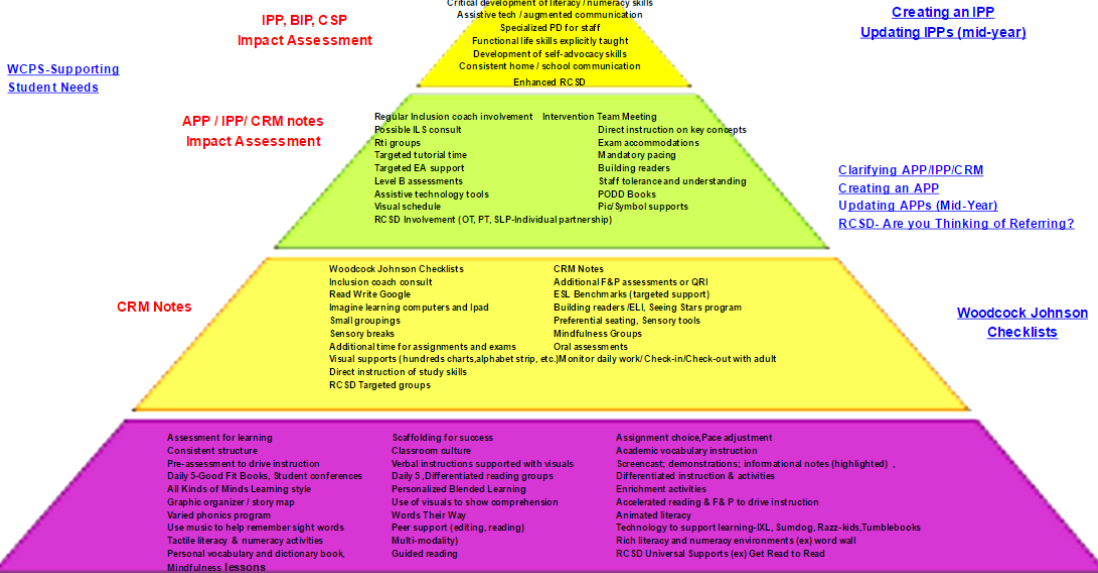 Critical development of literacy / numeracy skills
Assistive tech / augmented communication
Specialized PD for staff
Functional life skills explicitly taught
Development of self-advocacy skills
Consistent home / school communication
Enhanced RCSD
IPP, BIP, CSP
Impact Assessment
Creating an IPP
Updating IPPs (mid-year)
WCPS-Supporting
Student Needs
APP / IPP/ CRM notes
Impact Assessment
Regular Inclusion coach involvement Intervention Team Meeting
Possible ILS consult
Direct instruction on key concepts
Rti groups
Exam accommodations
Targeted tutorial time
Mandatory pacing
Targeted EA support
Building readers
Level B assessments
Staff tolerance and understanding
Assistive technology tools
PODD Books
Visual schedule
Pic/Symbol supports
RCSD Involvement (OT, PT, SLP-Individual partnership)
Clarifying APP/IPP/CRM
Creating an APP
Updating APPs (Mid-Year)
RCSD- Are you Thinking of Referring?
CRM Notes
Woodcock Johnson Checklists
CRM Notes
Inclusion coach consult
Additional F&P assessments or QRI
Read Write Google
ESL Benchmarks (targeted support)
Imagine learning computers and Ipad
Building readers /ELI, Seeing Stars program
Small groupings
Preferential seating, Sensory tools
Sensory breaks
Mindfulness Groups
Additional time for assignments and exams
Oral assessments
Visual supports (hundreds charts,alphabet strip, etc.)Monitor daily work/ Check-in/Check-out with adult
Direct instruction of study skills
RCSD Targeted groups
Woodcock Johnson
Checklists
Assessment for learning
Scaffolding for success
Assignment choice,Pace adjustment
Consistent structure
Classroom culture
Academic vocabulary instruction
Pre-assessment to drive instruction
Verbal instructions supported with visuals
Screencast; demonstrations; informational notes (highlighted) ,
Daily 5-Good Fit Books, Student conferences
Daily 5 ,Differentiated reading groups
Differentiated instruction & activities
All Kinds of Minds Learning style
Personalized Blended Learning
Enrichment activities
Graphic organizer / story map
Use of visuals to show comprehension
Accelerated reading & F& P to drive instruction
Varied phonics program
Words Their Way
Animated literacy
Use music to help remember sight words
Peer support (editing, reading)
Technology to support learning-IXL, Sumdog, Razz-kids,Tumblebooks
Tactile literacy & numeracy activities
Multi-modality)
Rich literacy and numeracy environments (ex) word wall
Personal vocabulary and dictionary book,
Guided reading
RCSD Universal Supports (ex) Get Read to Read
Mindfulness lessons